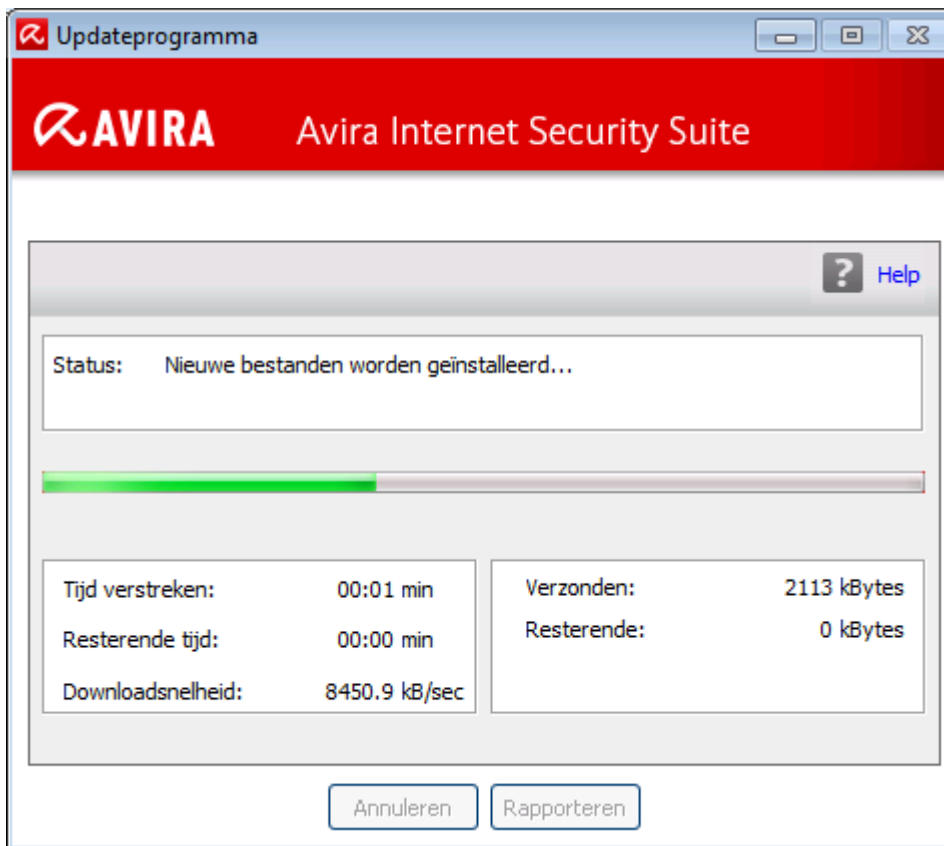 Updateprogramma
AVIRA Avira Internet Security Suite
? Help
Status: Nieuwe bestanden worden geïnstalleerd...
Tijd verstreken: 00:01 min
Resterende tijd: 00:00 min
Downloadsnelheid: 8450.9 kB/sec
Verzonden: 2113 kBytes
Resterende: 0 kBytes
Annuleren Rapporteren